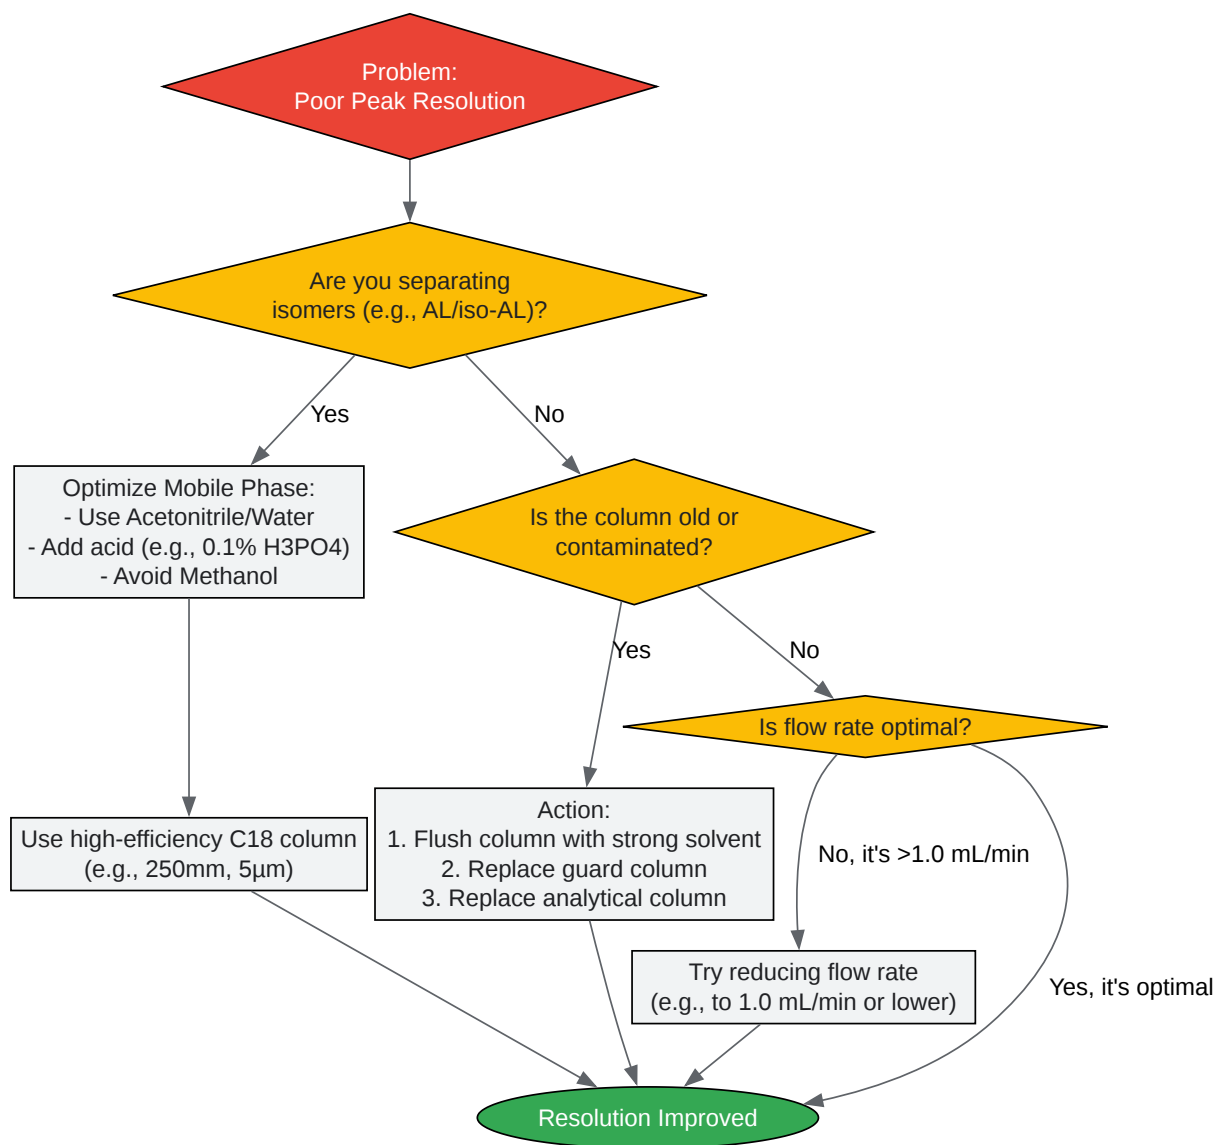 Problem:
Poor Peak Resolution
Are you separating
isomers (e.g., AL/iso-AL)?
Yes
No
Optimize Mobile Phase:
- Use Acetonitrile/Water
- Add acid (e.g., 0.1% H3PO4)
- Avoid Methanol
Is the column old or
contaminated?
Yes
No
Is flow rate optimal?
Use high-efficiency C18 column
(e.g., 250mm, 5µm)
Action:
1. Flush column with strong solvent
2. Replace guard column
3. Replace analytical column
No, it's >1.0 mL/min
Try reducing flow rate
(e.g., to 1.0 mL/min or lower)
Yes, it's optimal
Resolution Improved